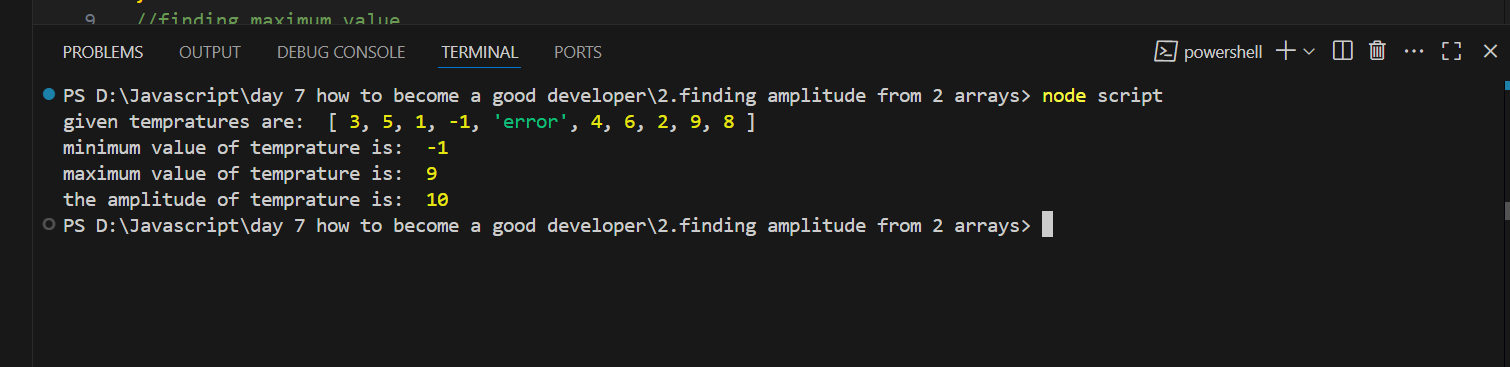 9 //finding maximum value
PROBLEMS OUTPUT DEBUG CONSOLE TERMINAL PORTS powershell
PS D:\Javascript\day 7 how to become a good developer\2.finding amplitude from 2 arrays> node script
given tempratures are:  [ 3, 5, 1, -1, 'error', 4, 6, 2, 9, 8 ]
minimum value of temprature is:  -1
maximum value of temprature is:  9
the amplitude of temprature is:  10
PS D:\Javascript\day 7 how to become a good developer\2.finding amplitude from 2 arrays>